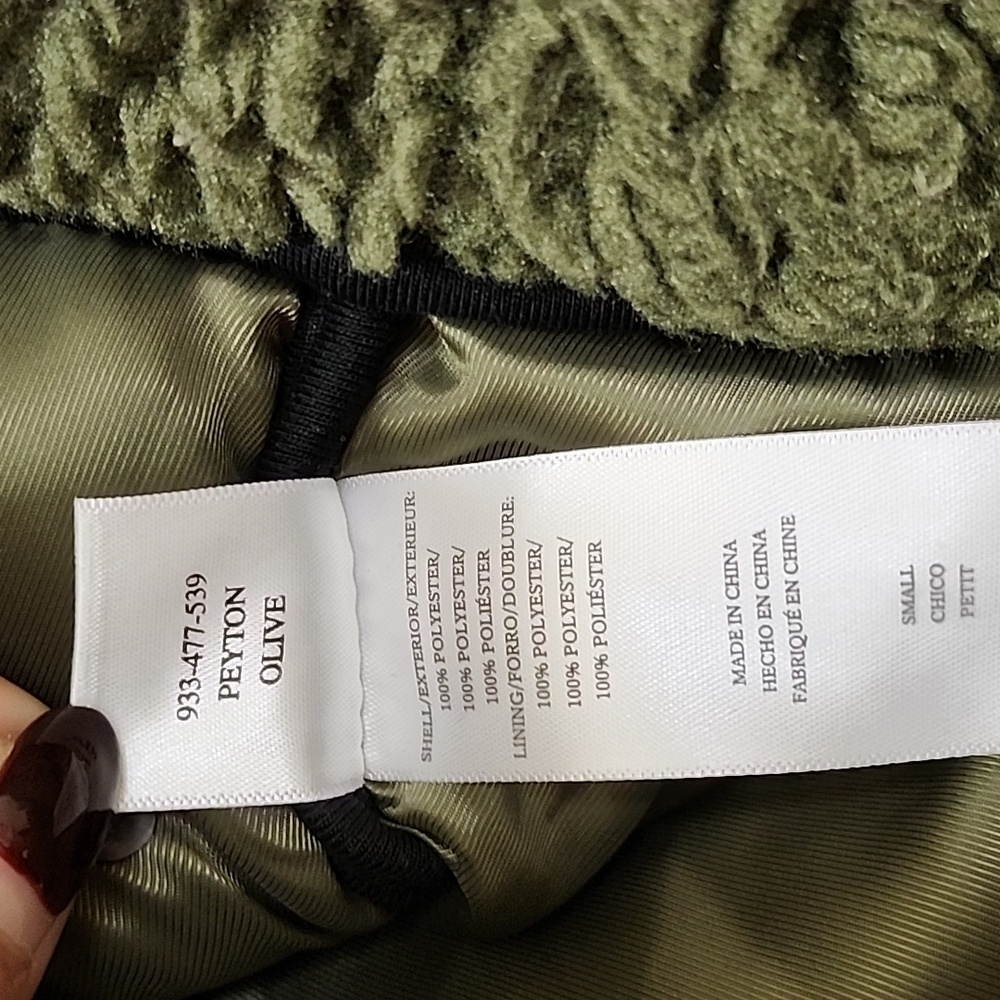 933-477-539
PEYTON
OLIVE
SHELL/EXTERIOR/EXTERIEUR:
100% POLYESTER/
100% POLYESTER/
100% POLIÉSTER
LINING/FORRO/DOUBLURE:
100% POLYESTER/
100% POLYESTER/
100% POLIÉSTER
MADE IN CHINA
HECHO EN CHINA
FABRIQUÉ EN CHINE
SMALL
CHICO
PETIT